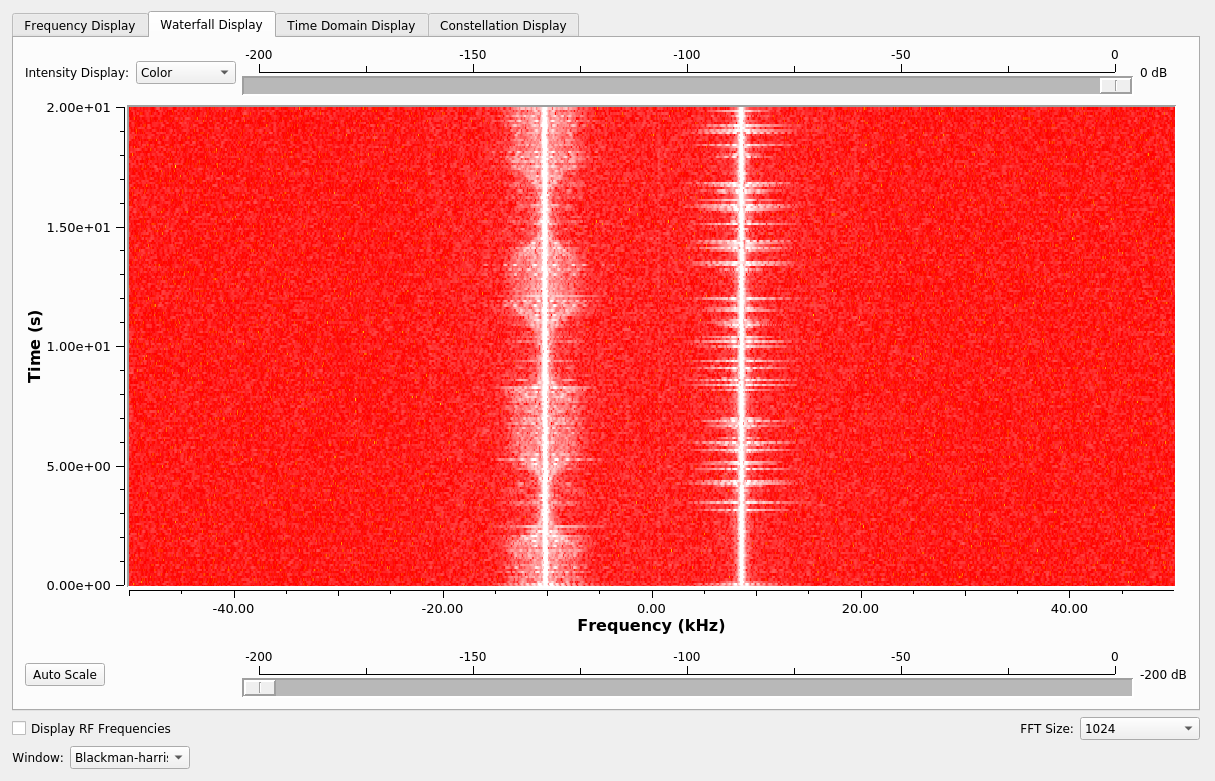 Frequency Display Waterfall Display Time Domain Display Constellation Display
-200 -150 -100 -50 0
Intensity Display: Color 0 dB
2.00e+01
1.50e+01
1.00e+01
5.00e+00
0.00e+00
Time (s)
-40.00 -20.00 0.00 20.00 40.00
Frequency (kHz)
-200 -150 -100 -50 0
Auto Scale -200 dB
Display RF Frequencies FFT Size: 1024
Window: Blackman-harri